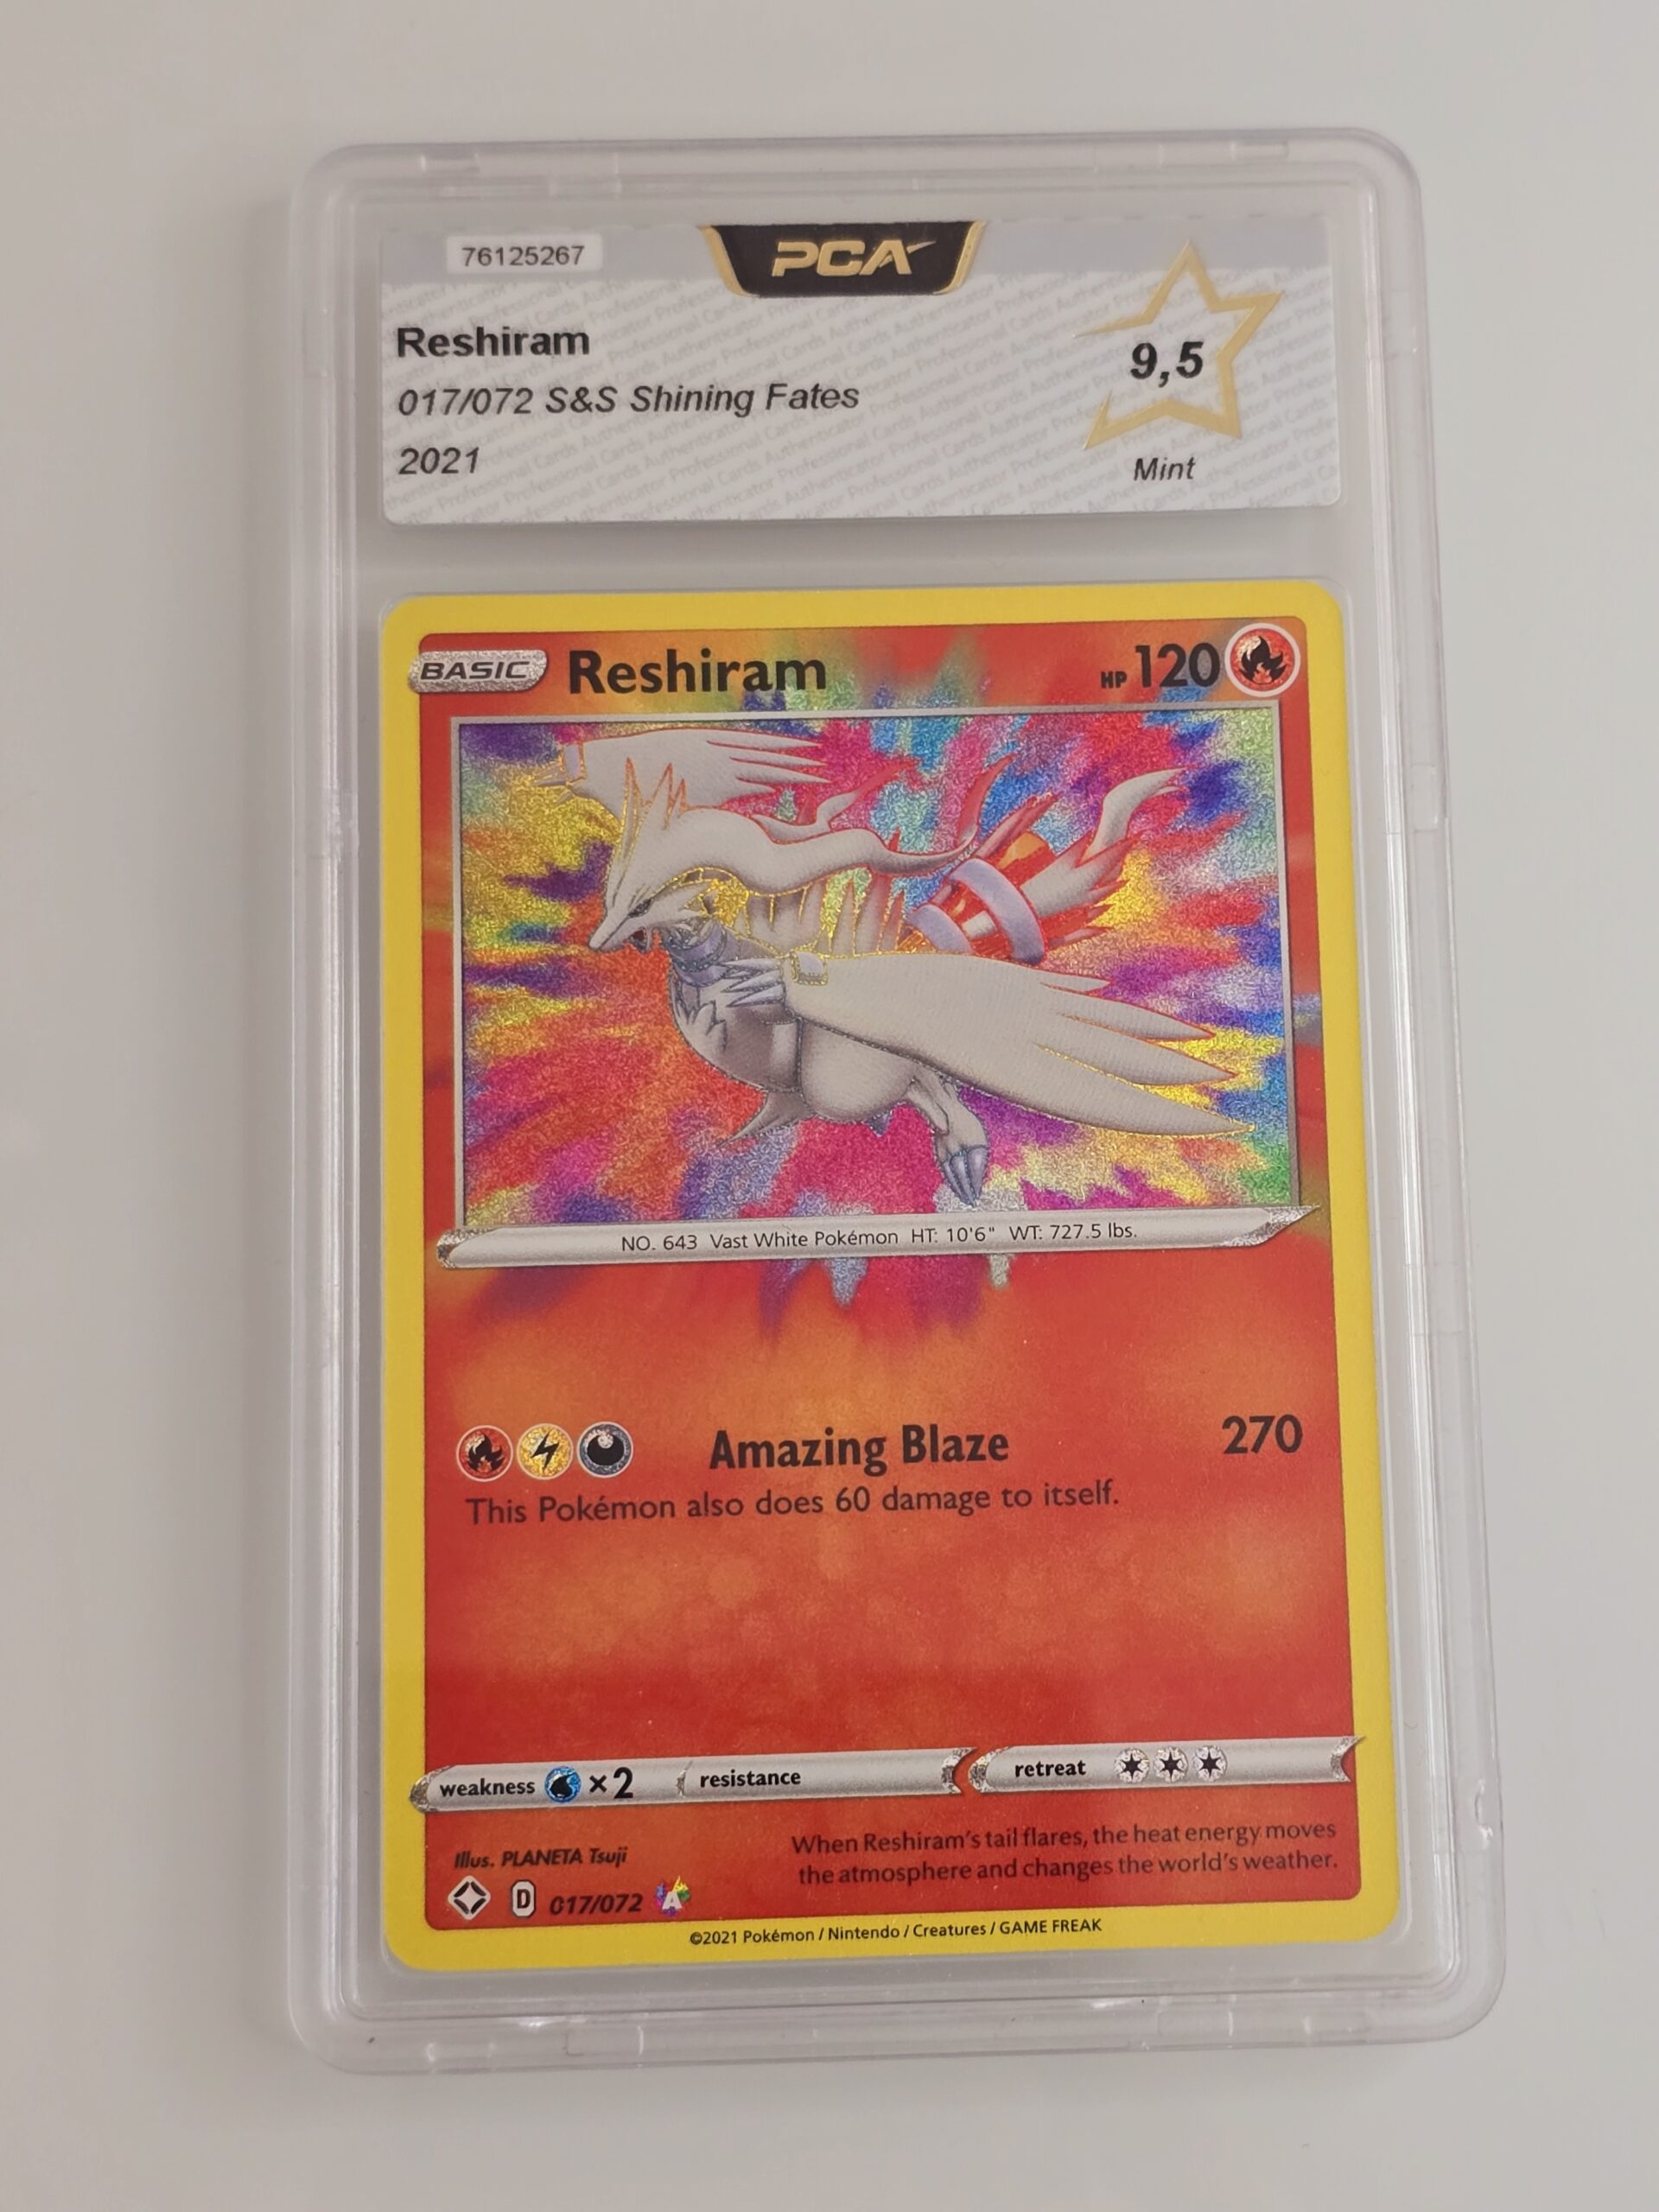 76125267
PCA
Reshiram
017/072 S&S Shining Fates
2021
9,5
Mint
BASIC Reshiram HP 120
NO. 643 Vast White Pokémon HT: 10'6" WT: 727.5 lbs.
Amazing Blaze 270
This Pokémon also does 60 damage to itself.
weakness ×2 resistance retreat
When Reshiram's tail flares, the heat energy moves
the atmosphere and changes the world's weather.
Illus. PLANETA Tsuji
D 017/072 A
©2021 Pokémon / Nintendo / Creatures / GAME FREAK